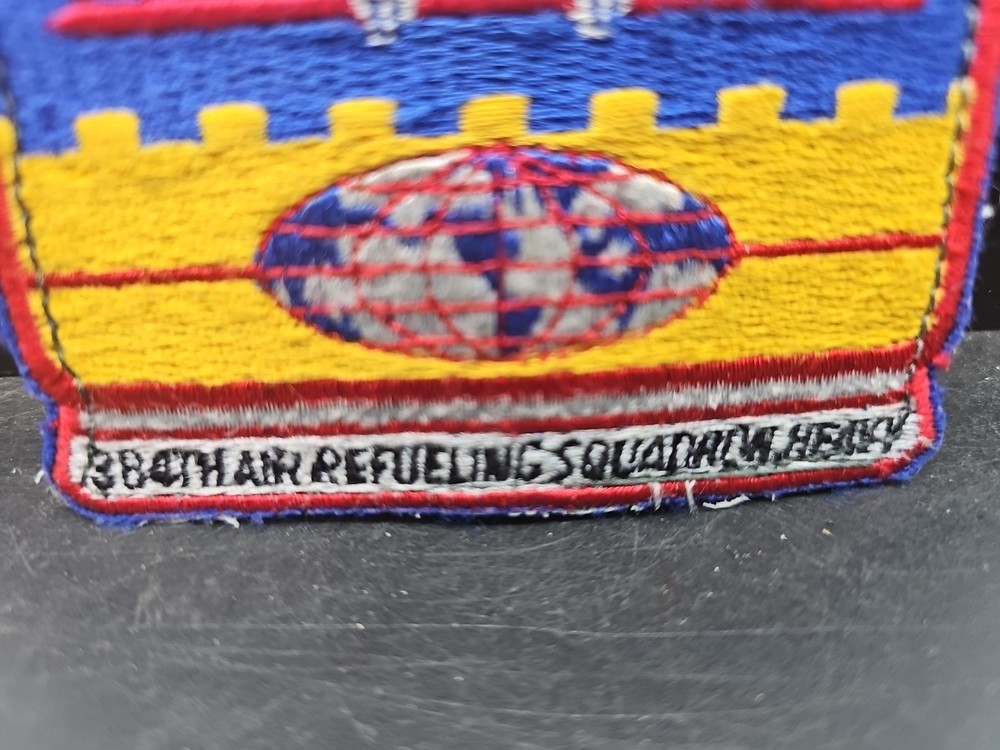 384TH AIR REFUELING SQUADRON, HEAVY